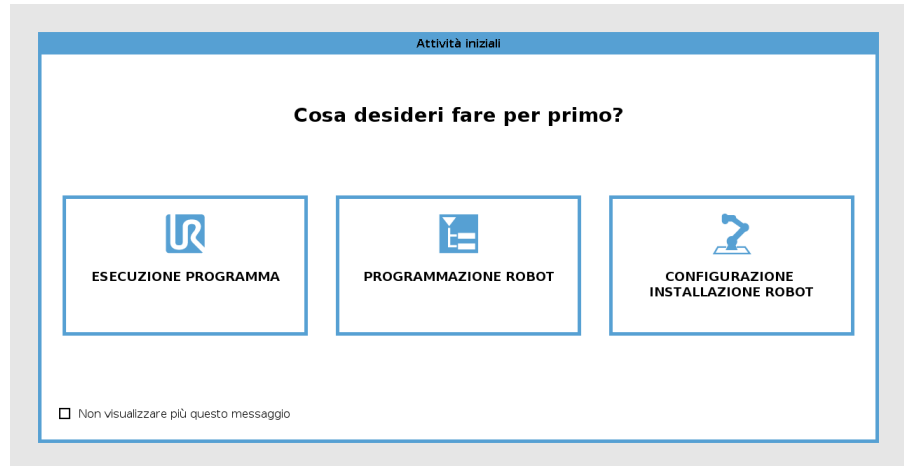 Attività iniziali
Cosa desideri fare per primo?
UR
ESECUZIONE PROGRAMMA
PROGRAMMAZIONE ROBOT
CONFIGURAZIONE
INSTALLAZIONE ROBOT
Non visualizzare più questo messaggio